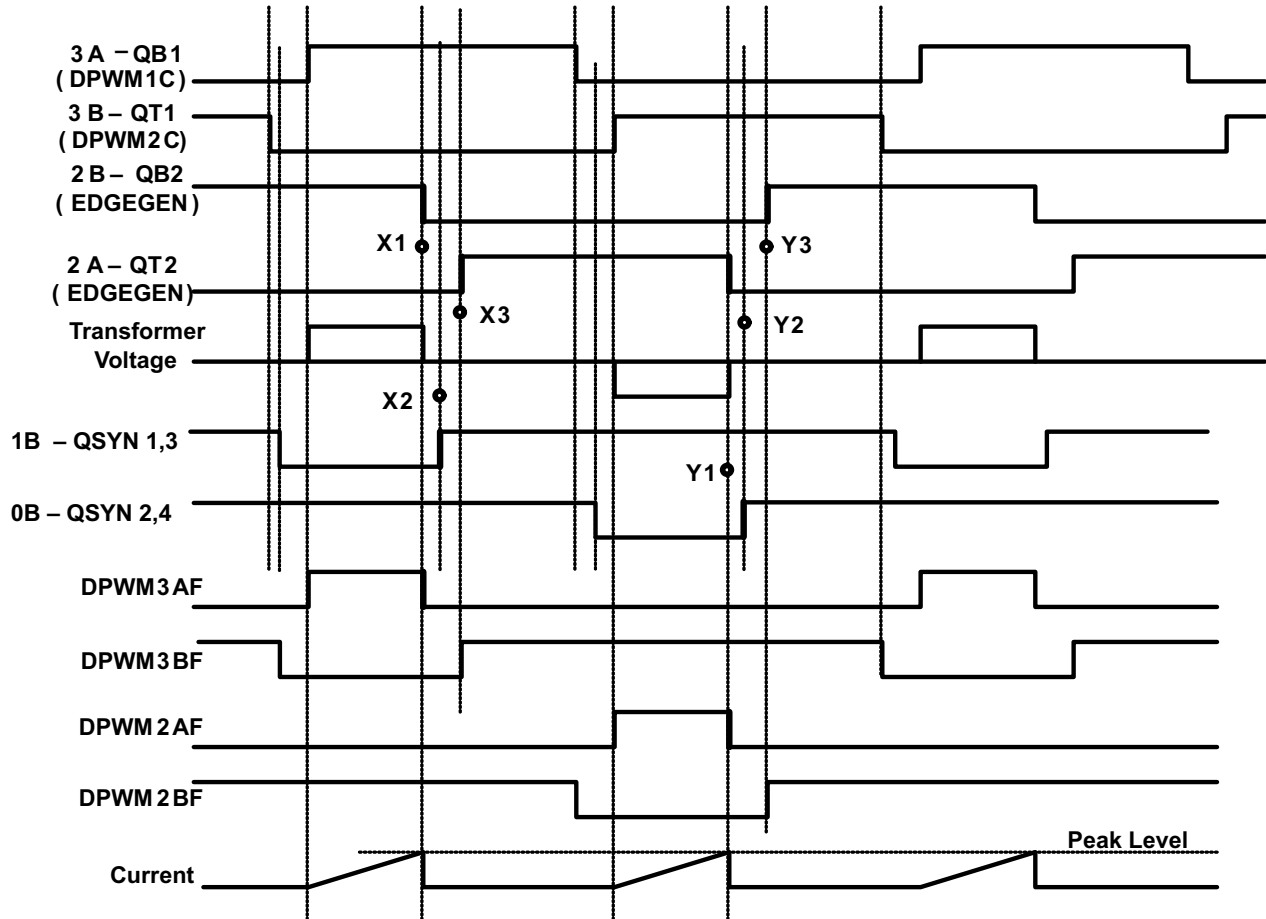 3A – QB1
(DPWM1C)
3B – QT1
(DPWM2C)
2B – QB2
(EDGEGEN)
X1
Y3
2A – QT2
(EDGEGEN)
X3
Y2
Transformer
Voltage
X2
1B – QSYN 1,3
Y1
0B – QSYN 2,4
DPWM3AF
DPWM3BF
DPWM2AF
DPWM2BF
Peak Level
Current